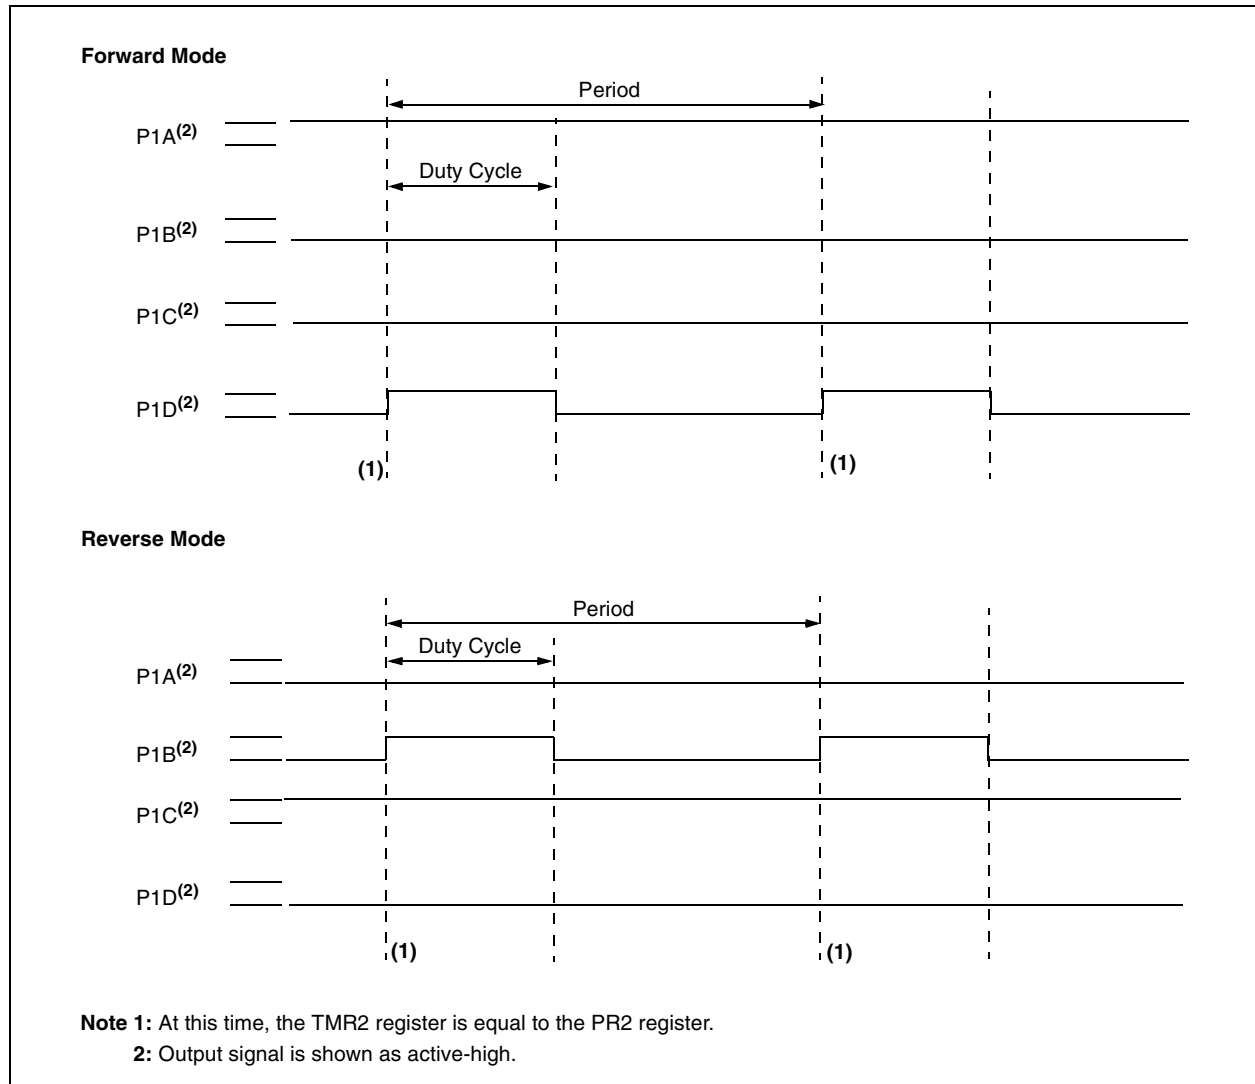 Forward Mode
Period
P1A(2)
Duty Cycle
P1B(2)
P1C(2)
P1D(2)
(1)
(1)
Reverse Mode
Period
Duty Cycle
P1A(2)
P1B(2)
P1C(2)
P1D(2)
(1)
(1)
Note 1: At this time, the TMR2 register is equal to the PR2 register.
2: Output signal is shown as active-high.